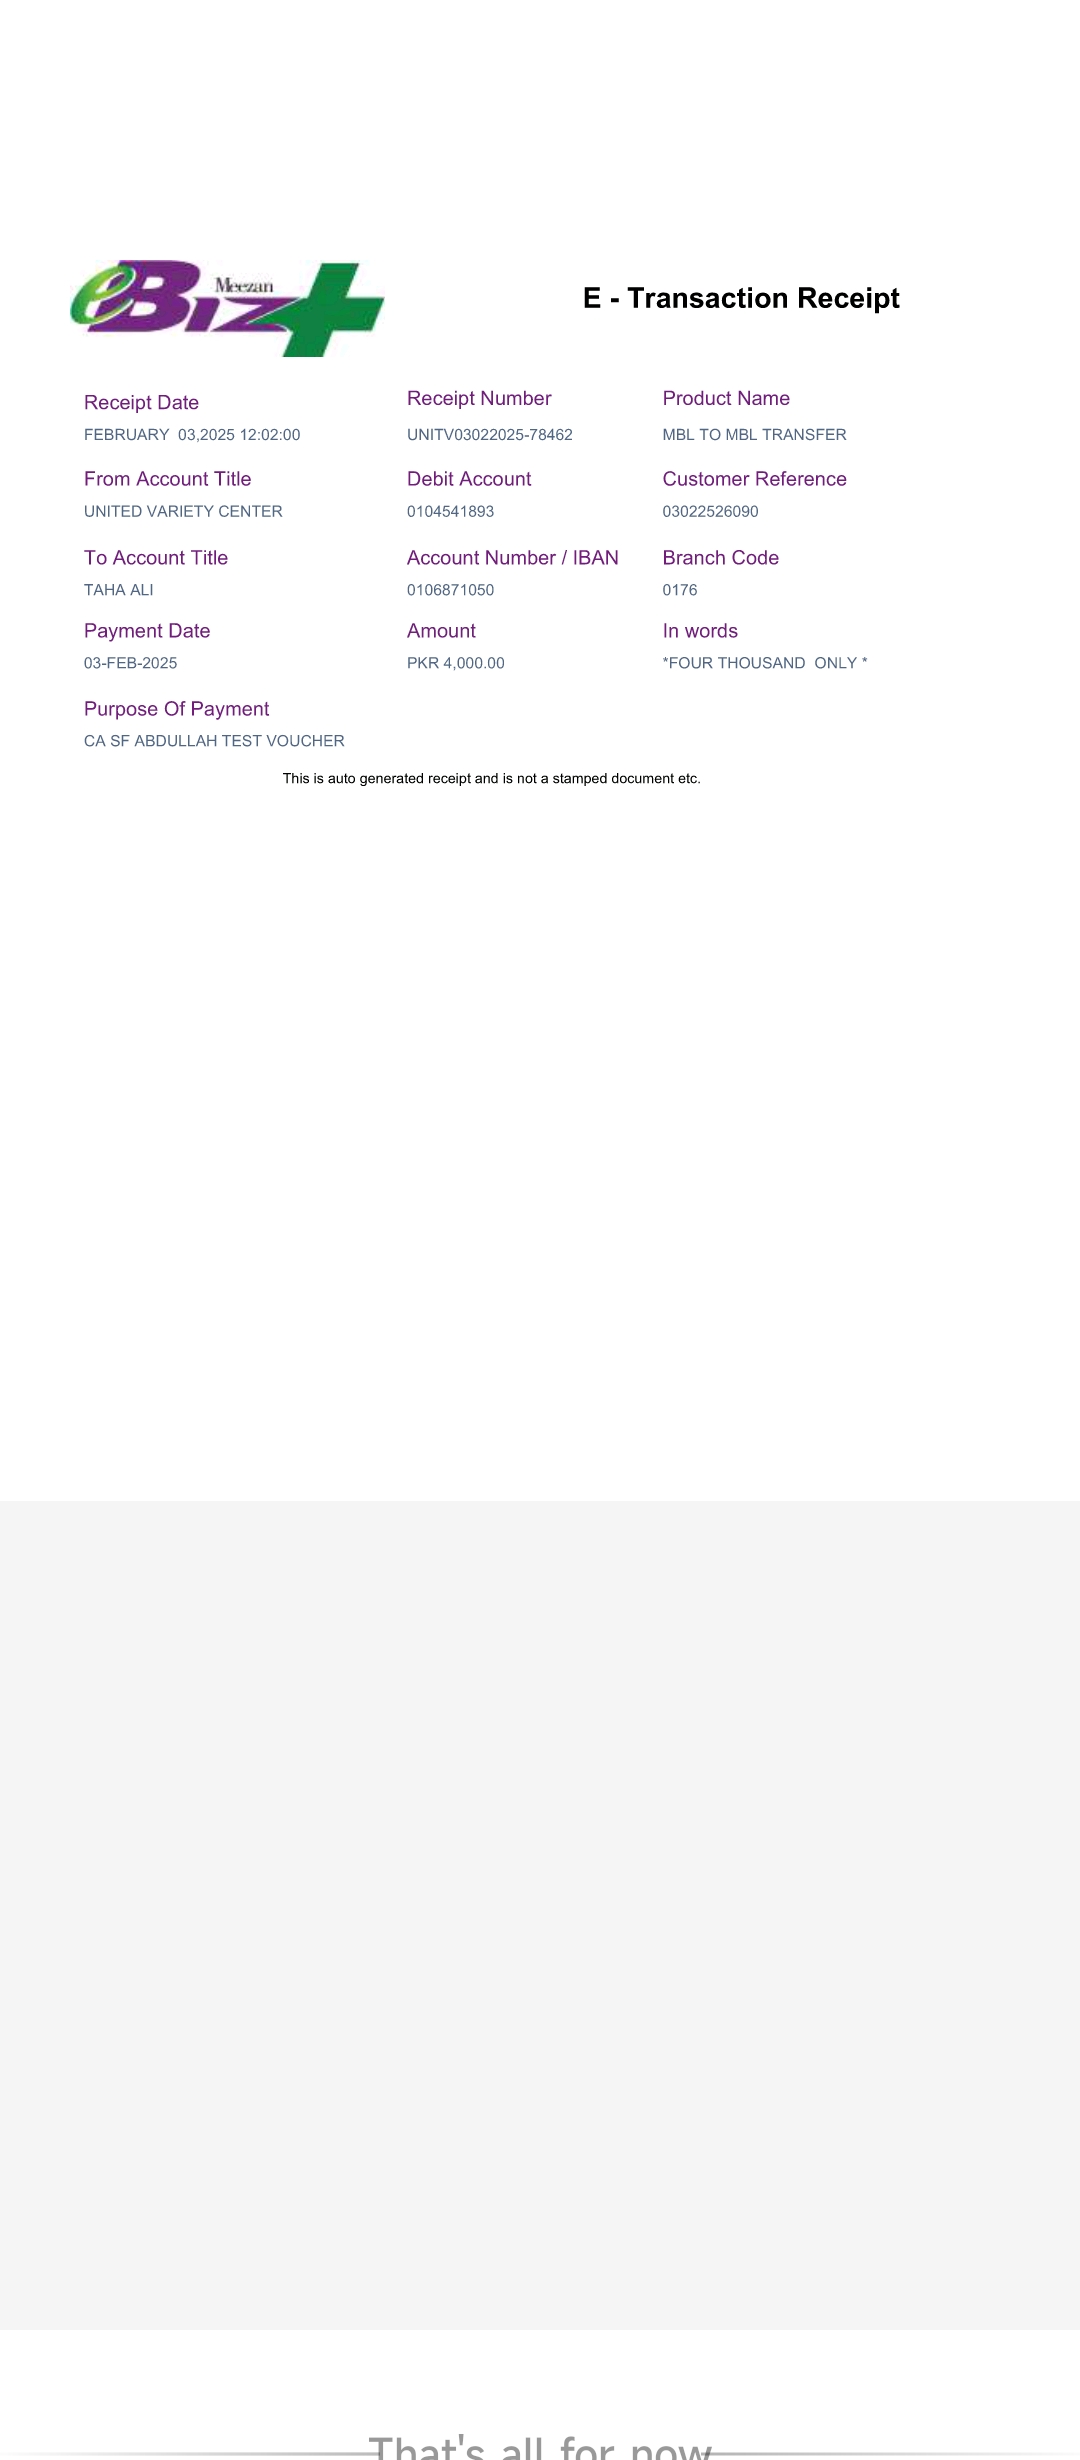 eBiz+ Meezan
E - Transaction Receipt
Receipt Date Receipt Number Product Name
FEBRUARY  03,2025 12:02:00 UNITV03022025-78462 MBL TO MBL TRANSFER
From Account Title Debit Account Customer Reference
UNITED VARIETY CENTER 0104541893 03022526090
To Account Title Account Number / IBAN Branch Code
TAHA ALI 0106871050 0176
Payment Date Amount In words
03-FEB-2025 PKR 4,000.00 *FOUR THOUSAND  ONLY *
Purpose Of Payment
CA SF ABDULLAH TEST VOUCHER
This is auto generated receipt and is not a stamped document etc.
That's all for now